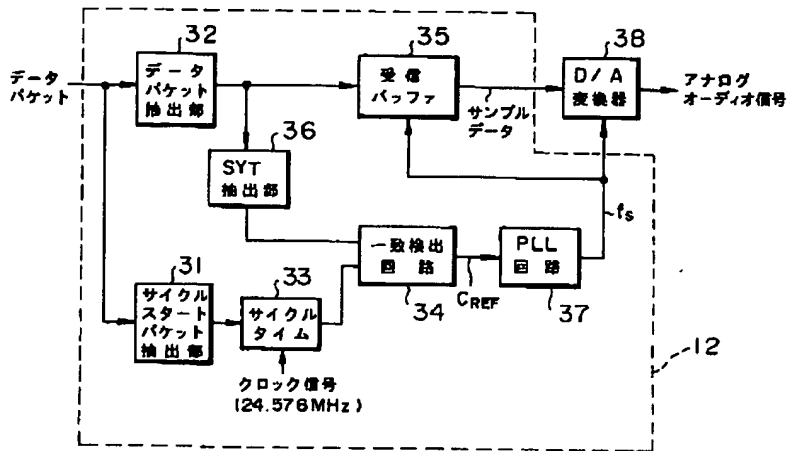 32
35
38
データ
パケット
データ
パケット
抽出部
受信
バッファ
D/A
変換器
アナログ
オーディオ信号
サンプル
データ
36
SYT
抽出部
fs
31
33
一致検出
回路
PLL
回路
サイクル
スタート
パケット
抽出部
サイクル
タイム
34
CREF
37
12
クロック信号
(24.576MHz)